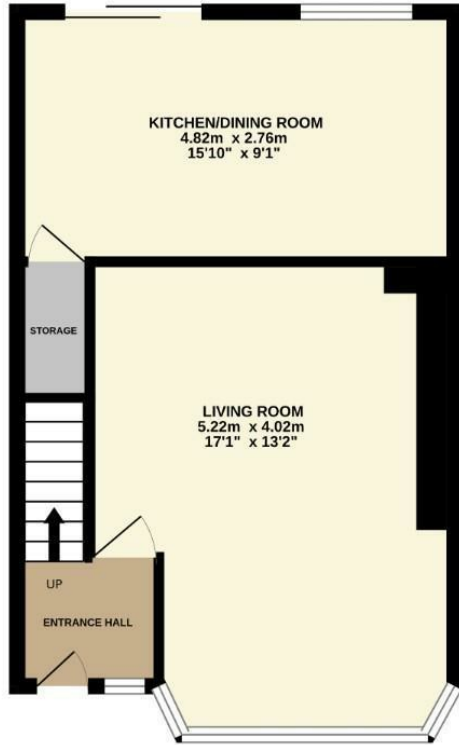 KITCHEN/DINING ROOM
4.82m x 2.76m
15'10" x 9'1"
STORAGE
LIVING ROOM
5.22m x 4.02m
17'1" x 13'2"
UP
ENTRANCE HALL